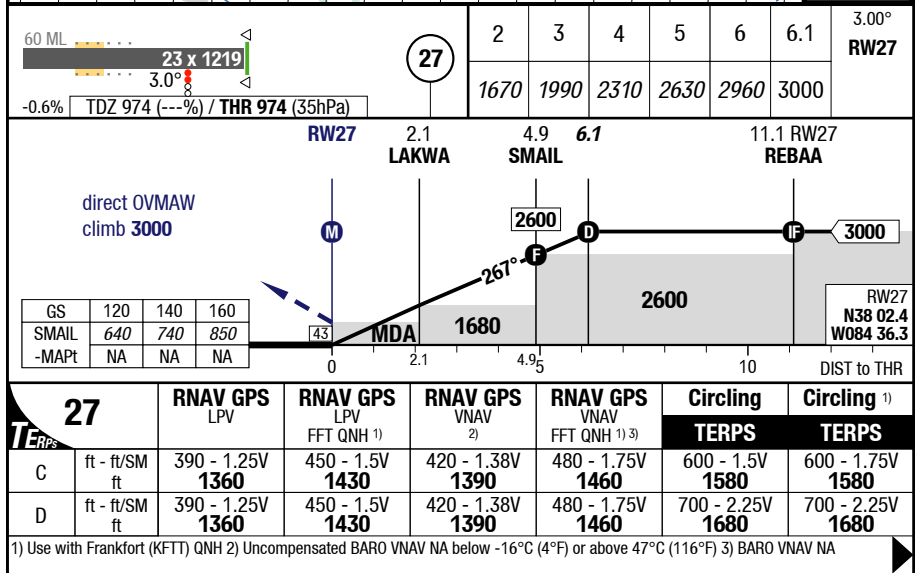 60 ML
23 x 1219
3.0°
-0.6%
TDZ 974 (---%) / THR 974 (35hPa)
27
2 3 4 5 6 6.1 3.00° RW27
1670 1990 2310 2630 2960 3000
RW27 2.1 4.9 6.1 11.1 RW27
LAKWA SMAIL REBAA
direct OVMAW
climb 3000
M 2600 D IF 3000
F
267°
2600
RW27
N38 02.4
W084 36.3
GS 120 140 160
SMAIL 640 740 850
-MAPt NA NA NA
43
MDA
1680
0 2.1 4.9 5 10 DIST to THR
TERPs
27
RNAV GPS RNAV GPS RNAV GPS RNAV GPS Circling Circling 1)
LPV LPV VNAV VNAV
FFT QNH 1) 2) FFT QNH 1) 3) TERPS TERPS
C ft - ft/SM 390 - 1.25V 450 - 1.5V 420 - 1.38V 480 - 1.75V 600 - 1.5V 600 - 1.75V
ft 1360 1430 1390 1460 1580 1580
D ft - ft/SM 390 - 1.25V 450 - 1.5V 420 - 1.38V 480 - 1.75V 700 - 2.25V 700 - 2.25V
ft 1360 1430 1390 1460 1680 1680
1) Use with Frankfort (KFTT) QNH 2) Uncompensated BARO VNAV NA below -16°C (4°F) or above 47°C (116°F) 3) BARO VNAV NA